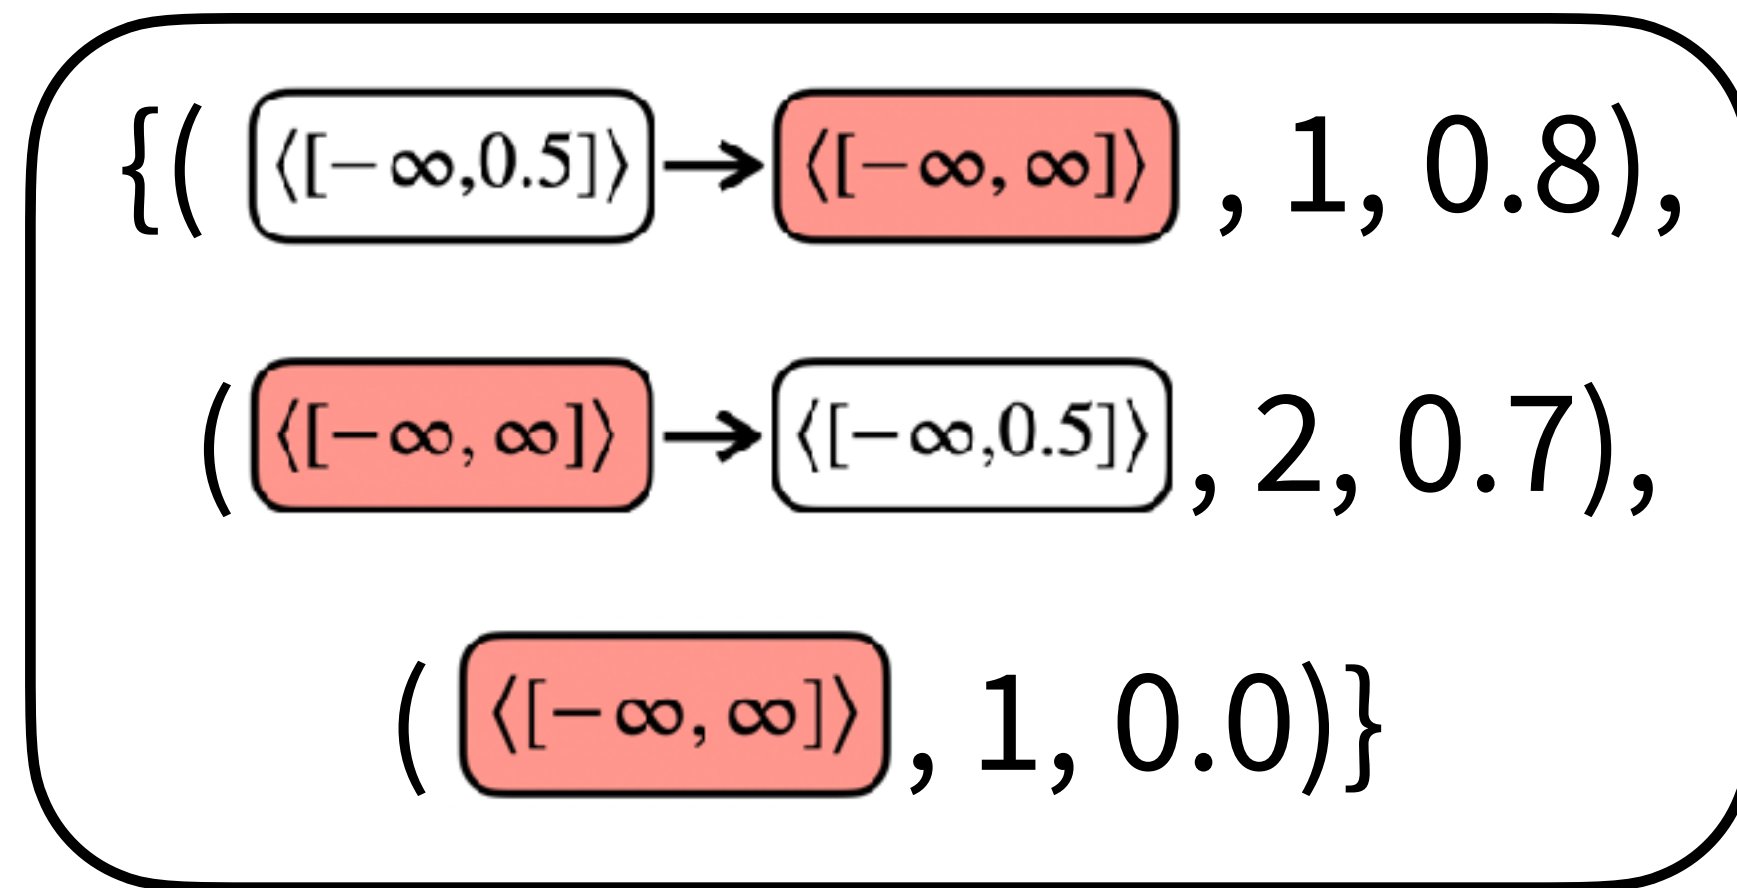 {( ⟨[−∞,0.5]⟩ → ⟨[−∞, ∞]⟩ , 1, 0.8),
( ⟨[−∞, ∞]⟩ → ⟨[−∞,0.5]⟩ , 2, 0.7),
( ⟨[−∞, ∞]⟩ , 1, 0.0)}